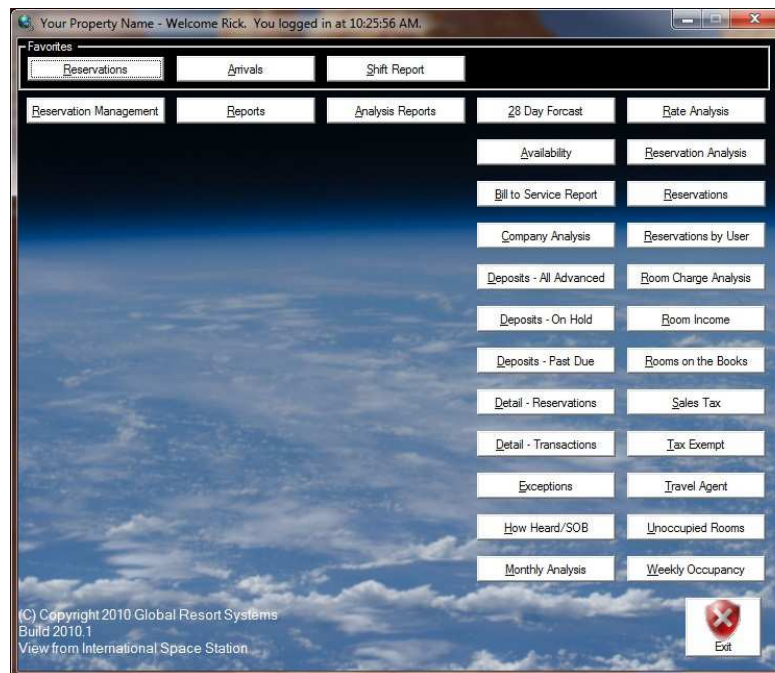 Your Property Name - Welcome Rick. You logged in at 10:25:56 AM.
Favorites
Reservations Arrivals Shift Report
Reservation Management Reports Analysis Reports 28 Day Forcast Rate Analysis
Availability Reservation Analysis
Bill to Service Report Reservations
Company Analysis Reservations by User
Deposits - All Advanced Room Charge Analysis
Deposits - On Hold Room Income
Deposits - Past Due Rooms on the Books
Detail - Reservations Sales Tax
Detail - Transactions Tax Exempt
Exceptions Travel Agent
How Heard/SOB Unoccupied Rooms
Monthly Analysis Weekly Occupancy
(C) Copyright 2010 Global Resort Systems
Build 2010.1
View from International Space Station
Exit